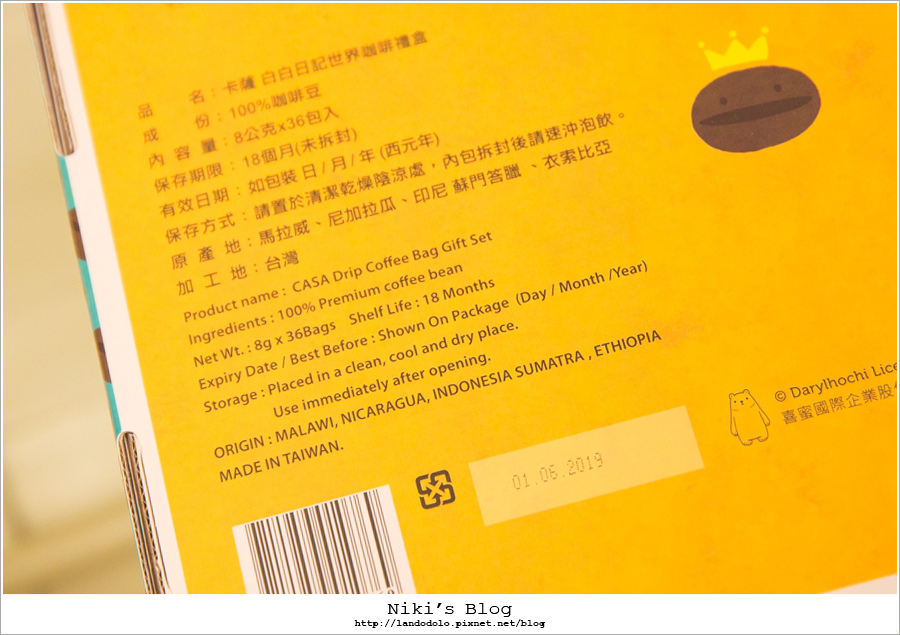 品　　名：卡薩 白白日記世界咖啡禮盒
成　　份：100%咖啡豆
內 容 量：8公克x36包入
保存期限：18個月(未拆封)
有效日期：如包裝 日 / 月 / 年 (西元年)
保存方式：請置於清潔乾燥陰涼處，內包拆封後請速沖泡飲。
原 產 地：馬拉威、尼加拉瓜、印尼 蘇門答臘 、衣索比亞
加 工 地：台灣
Product name : CASA Drip Coffee Bag Gift Set
Ingredients : 100% Premium coffee bean
Net Wt. : 8g x 36Bags Shelf Life : 18 Months
Expiry Date / Best Before : Shown On Package (Day / Month /Year)
Storage : Placed in a clean, cool and dry place.
Use immediately after opening.
ORIGIN : MALAWI, NICARAGUA, INDONESIA SUMATRA , ETHIOPIA
MADE IN TAIWAN.
01.06.2019
© Darylhochi Lice
喜蜜國際企業股
Niki's Blog
http://landodolo.pixnet.net/blog